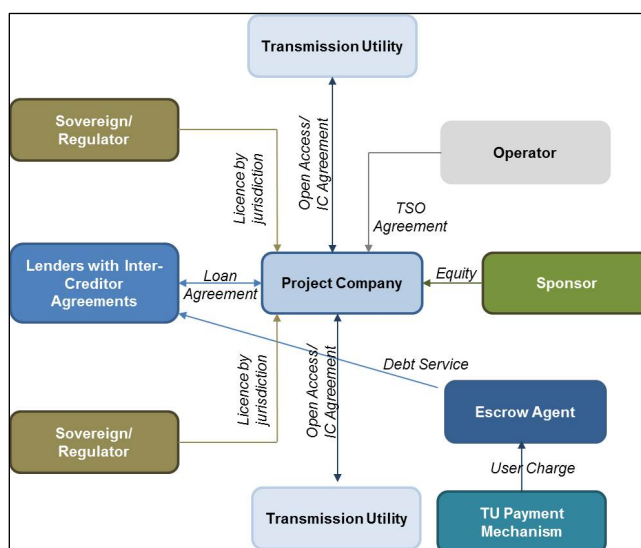 Transmission Utility
Sovereign/
Regulator
Licence by
jurisdiction
Open Access/
IC Agreement
Operator
TSO
Agreement
Lenders with Inter-
Creditor
Agreements
Loan
Agreement
Project Company
Equity
Sponsor
Licence by
jurisdiction
Open Access/
IC Agreement
Debt Service
Escrow Agent
Sovereign/
Regulator
User Charge
Transmission Utility
TU Payment
Mechanism